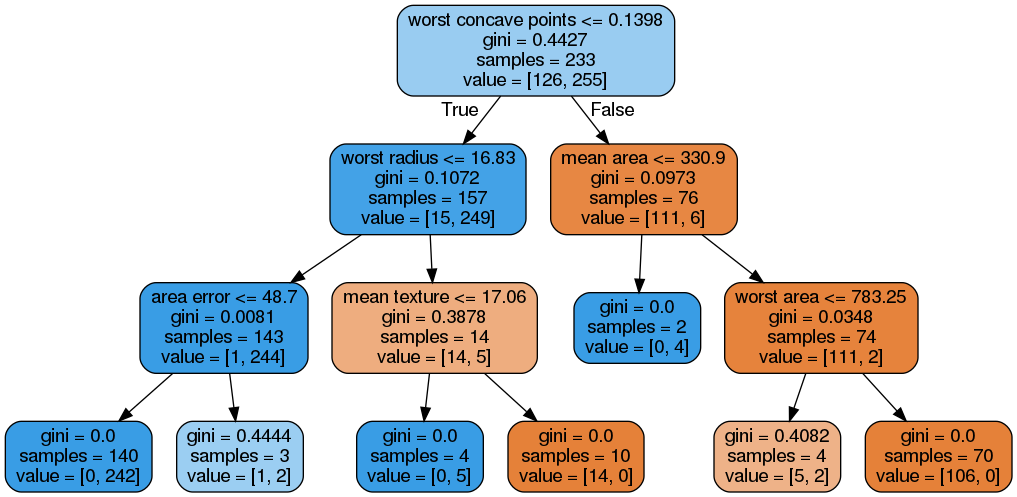 worst concave points <= 0.1398
gini = 0.4427
samples = 233
value = [126, 255]
True
False
worst radius <= 16.83
gini = 0.1072
samples = 157
value = [15, 249]
mean area <= 330.9
gini = 0.0973
samples = 76
value = [111, 6]
area error <= 48.7
gini = 0.0081
samples = 143
value = [1, 244]
mean texture <= 17.06
gini = 0.3878
samples = 14
value = [14, 5]
gini = 0.0
samples = 2
value = [0, 4]
worst area <= 783.25
gini = 0.0348
samples = 74
value = [111, 2]
gini = 0.0
samples = 140
value = [0, 242]
gini = 0.4444
samples = 3
value = [1, 2]
gini = 0.0
samples = 4
value = [0, 5]
gini = 0.0
samples = 10
value = [14, 0]
gini = 0.4082
samples = 4
value = [5, 2]
gini = 0.0
samples = 70
value = [106, 0]